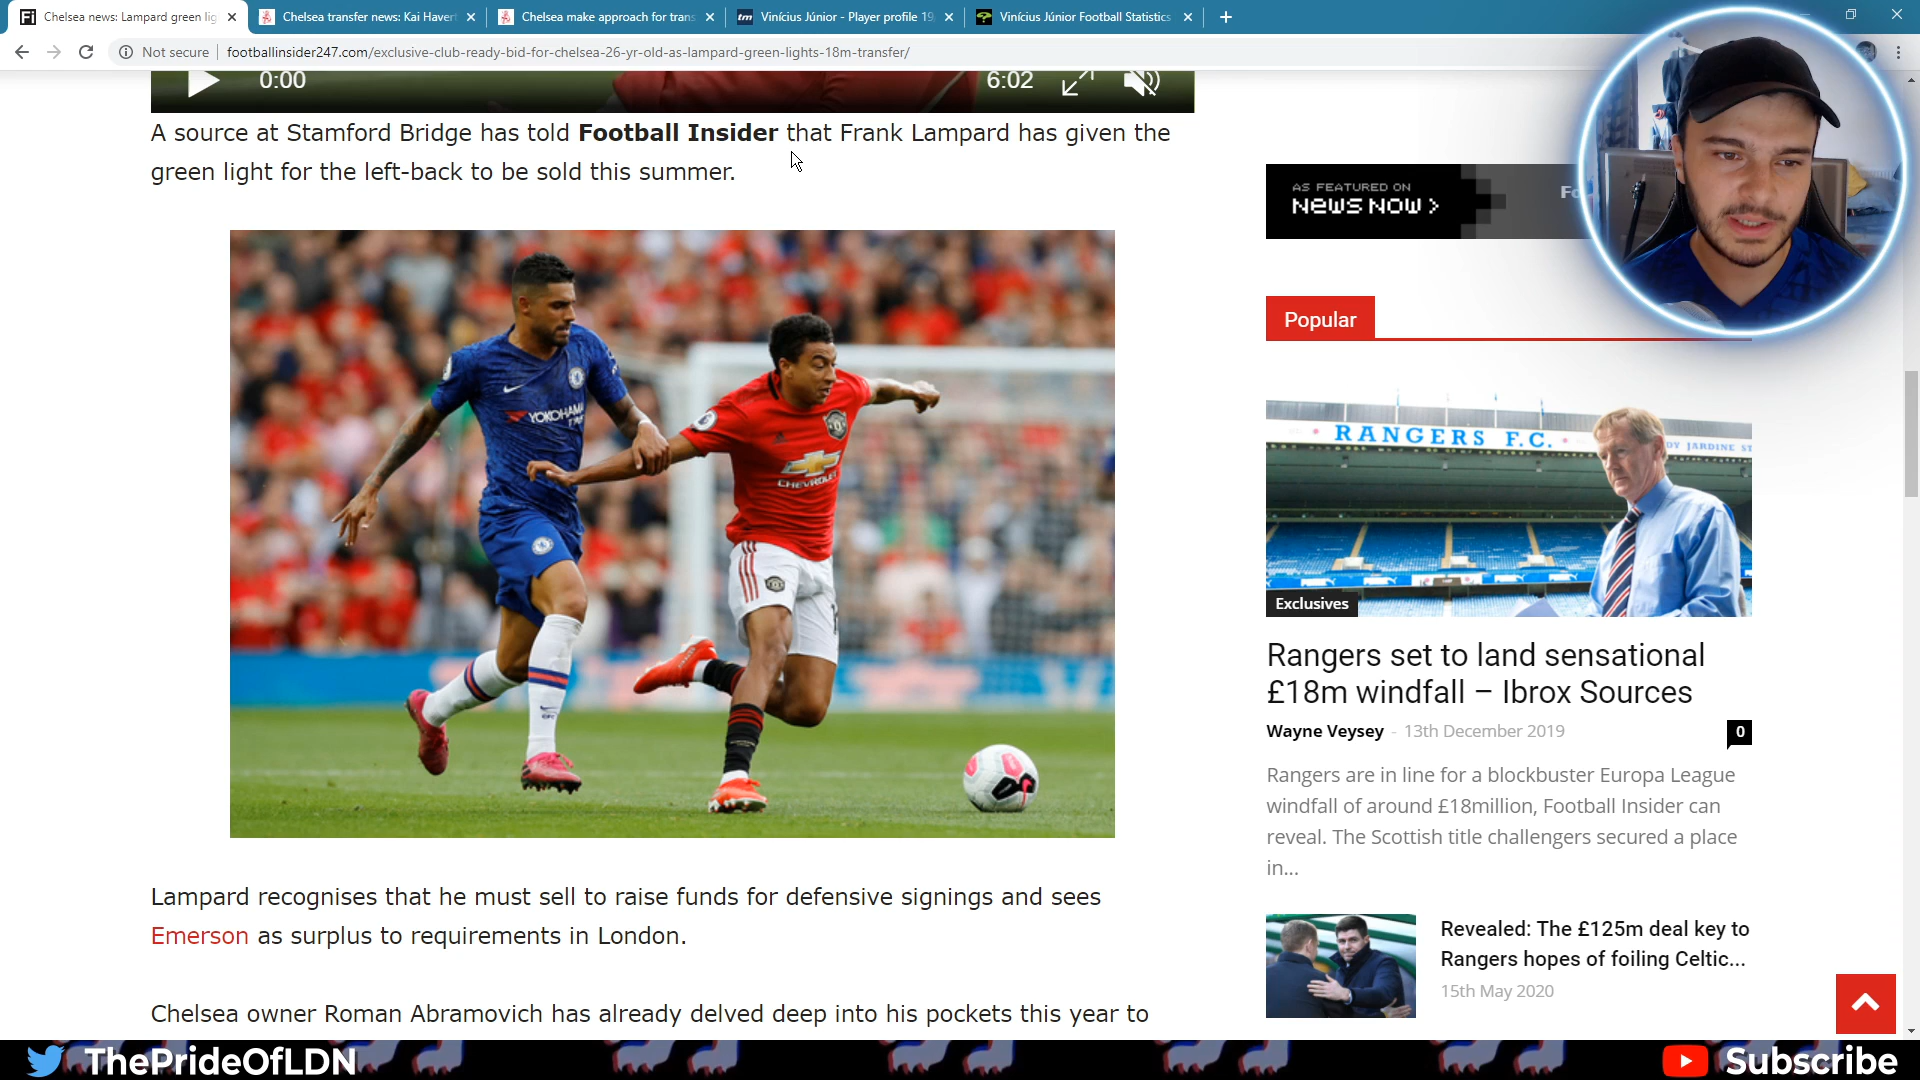 Chelsea news: Lampard green lig
Chelsea transfer news: Kai Havert
Chelsea make approach for trans
Vinícius Júnior - Player profile 19
Vinícius Júnior Football Statistics
Not secure
footballinsider247.com/exclusive-club-ready-bid-for-chelsea-26-yr-old-as-lampard-green-lights-18m-transfer/
0:00
6:02
A source at Stamford Bridge has told Football Insider that Frank Lampard has given the
green light for the left-back to be sold this summer.
YOKOHAMA
CHEVROLET
Lampard recognises that he must sell to raise funds for defensive signings and sees
Emerson as surplus to requirements in London.
Chelsea owner Roman Abramovich has already delved deep into his pockets this year to
AS FEATURED ON
NEWS NOW >
Fo
Popular
RANGERS F.C.
DY JARDINE ST
Exclusives
Rangers set to land sensational
£18m windfall – Ibrox Sources
Wayne Veysey - 13th December 2019
0
Rangers are in line for a blockbuster Europa League
windfall of around £18million, Football Insider can
reveal. The Scottish title challengers secured a place
in...
Revealed: The £125m deal key to
Rangers hopes of foiling Celtic...
15th May 2020
ThePrideOfLDN
Subscribe